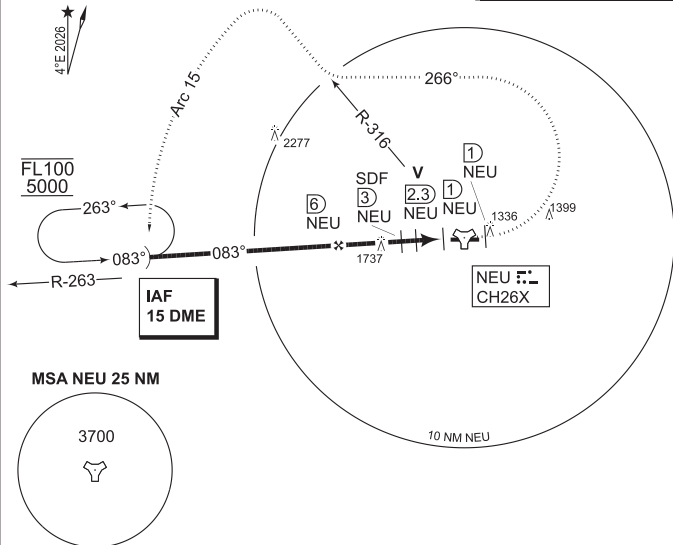 4°E 2026
Arc 15
266°
R-316
2277
FL100
5000
263°
083°
R-263
083°
IAF
15 DME
6
NEU
SDF
3
NEU
1737
V
2.3
NEU
1
NEU
1
NEU
1336
1399
NEU
CH26X
10 NM NEU
MSA NEU 25 NM
3700